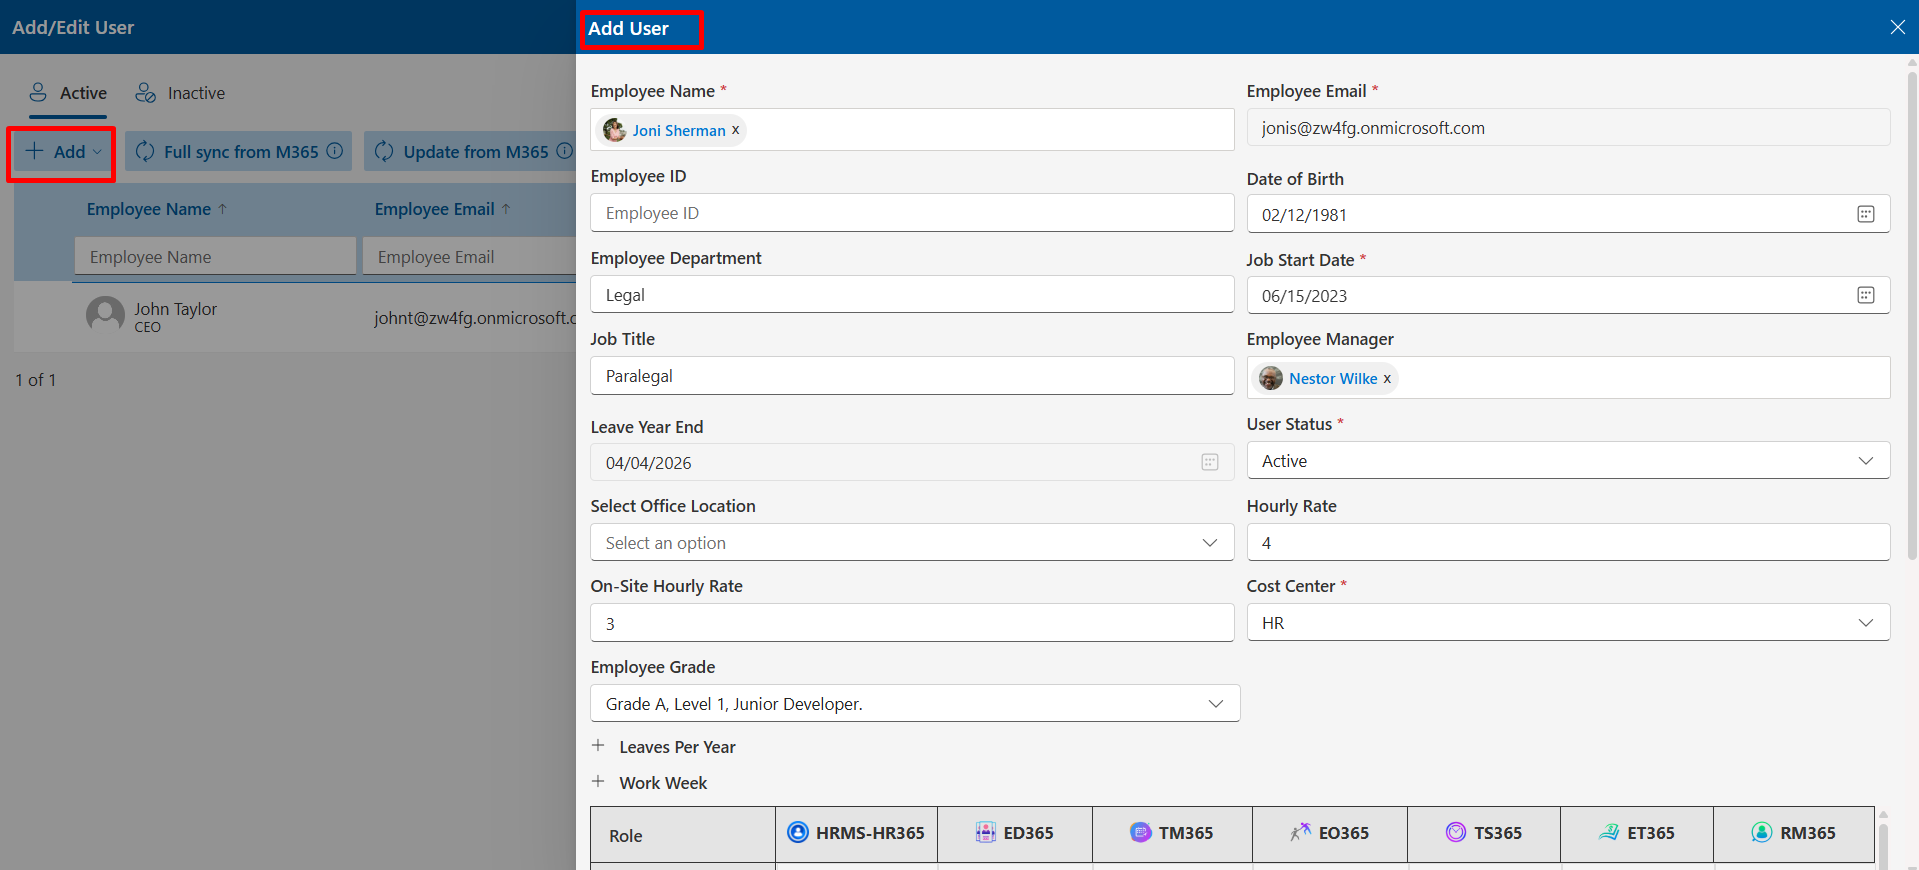 Add/Edit User
Active
Inactive
Add
Full sync from M365
Update from M365
Employee Name
Employee Email
Employee Name
Employee Email
John Taylor
CEO
johnt@zw4fg.onmicrosoft.c
1 of 1
Add User
Employee Name *
Joni Sherman x
Employee Email *
jonis@zw4fg.onmicrosoft.com
Employee ID
Employee ID
Date of Birth
02/12/1981
Employee Department
Legal
Job Start Date *
06/15/2023
Job Title
Paralegal
Employee Manager
Nestor Wilke x
Leave Year End
04/04/2026
User Status *
Active
Select Office Location
Select an option
Hourly Rate
4
On-Site Hourly Rate
3
Cost Center *
HR
Employee Grade
Grade A, Level 1, Junior Developer.
Leaves Per Year
Work Week
Role HRMS-HR365 ED365 TM365 EO365 TS365 ET365 RM365